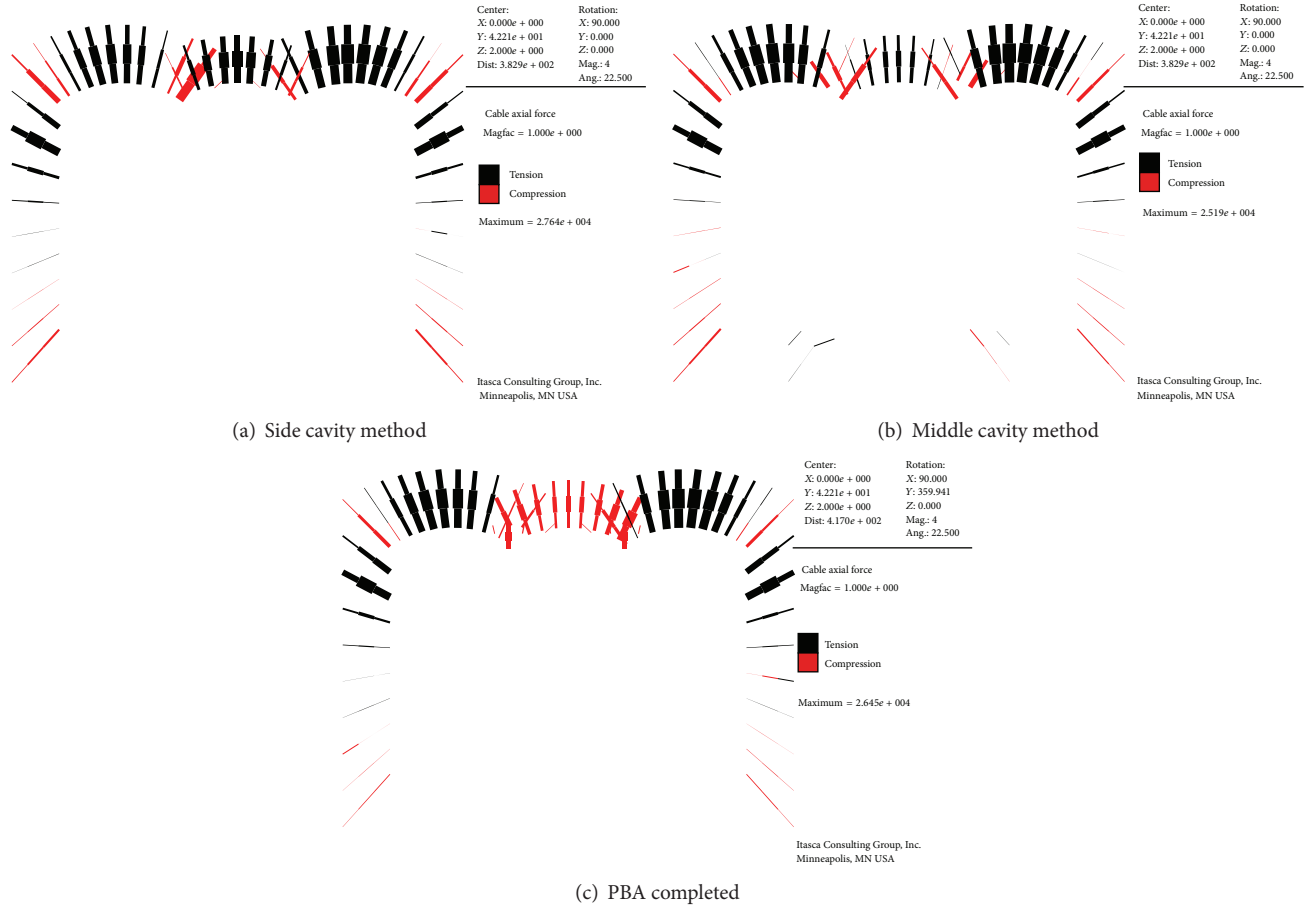 Center:
X: 0.000e + 000
Y: 4.221e + 001
Z: 2.000e + 000
Dist: 3.829e + 002
Rotation:
X: 90.000
Y: 0.000
Z: 0.000
Mag.: 4
Ang.: 22.500
Cable axial force
Magfac = 1.000e + 000
Tension
Compression
Maximum = 2.764e + 004
Itasca Consulting Group, Inc.
Minneapolis, MN USA
(a) Side cavity method
Center:
X: 0.000e + 000
Y: 4.221e + 001
Z: 2.000e + 000
Dist: 3.829e + 002
Rotation:
X: 90.000
Y: 0.000
Z: 0.000
Mag.: 4
Ang.: 22.500
Cable axial force
Magfac = 1.000e + 000
Tension
Compression
Maximum = 2.519e + 004
Itasca Consulting Group, Inc.
Minneapolis, MN USA
(b) Middle cavity method
Center:
X: 0.000e + 000
Y: 4.221e + 001
Z: 2.000e + 000
Dist: 4.170e + 002
Rotation:
X: 90.000
Y: 359.941
Z: 0.000
Mag.: 4
Ang.: 22.500
Cable axial force
Magfac = 1.000e + 000
Tension
Compression
Maximum = 2.645e + 004
Itasca Consulting Group, Inc.
Minneapolis, MN USA
(c) PBA completed